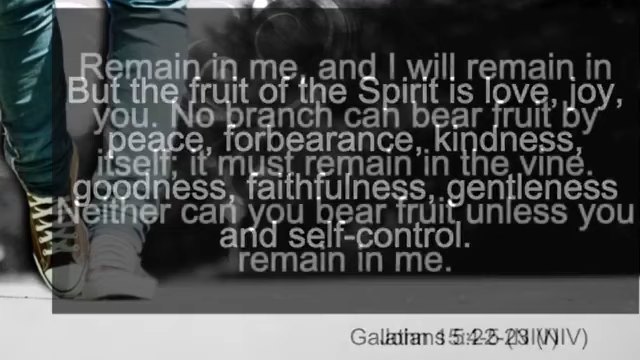 Remain in me, and I will remain in
But the fruit of the Spirit is love, joy,
you. No branch can bear fruit by
peace, forbearance, kindness,
itself; it must remain in the vine.
goodness, faithfulness, gentleness
Neither can you bear fruit unless you
and self-control.
remain in me.